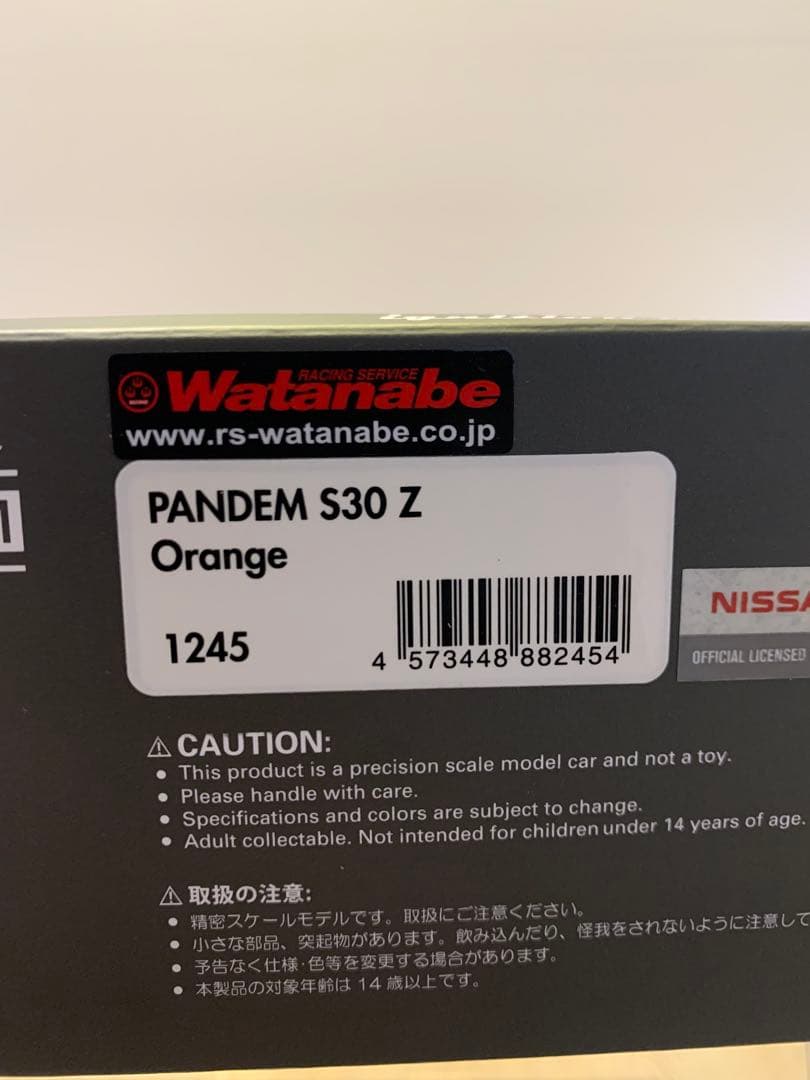 RACING SERVICE
Watanabe
www.rs-watanabe.co.jp
PANDEM S30 Z
Orange
1245
4 573448 882454
NISSA
OFFICIAL LICENSED
⚠ CAUTION:
● This product is a precision scale model car and not a toy.
● Please handle with care.
● Specifications and colors are subject to change.
● Adult collectable. Not intended for children under 14 years of age.
⚠ 取扱の注意:
● 精密スケールモデルです。取扱にご注意ください。
● 小さな部品、突起物があります。飲み込んだり、怪我をされないように注意して
● 予告なく仕様・色等を変更する場合があります。
● 本製品の対象年齢は 14 歳以上です。